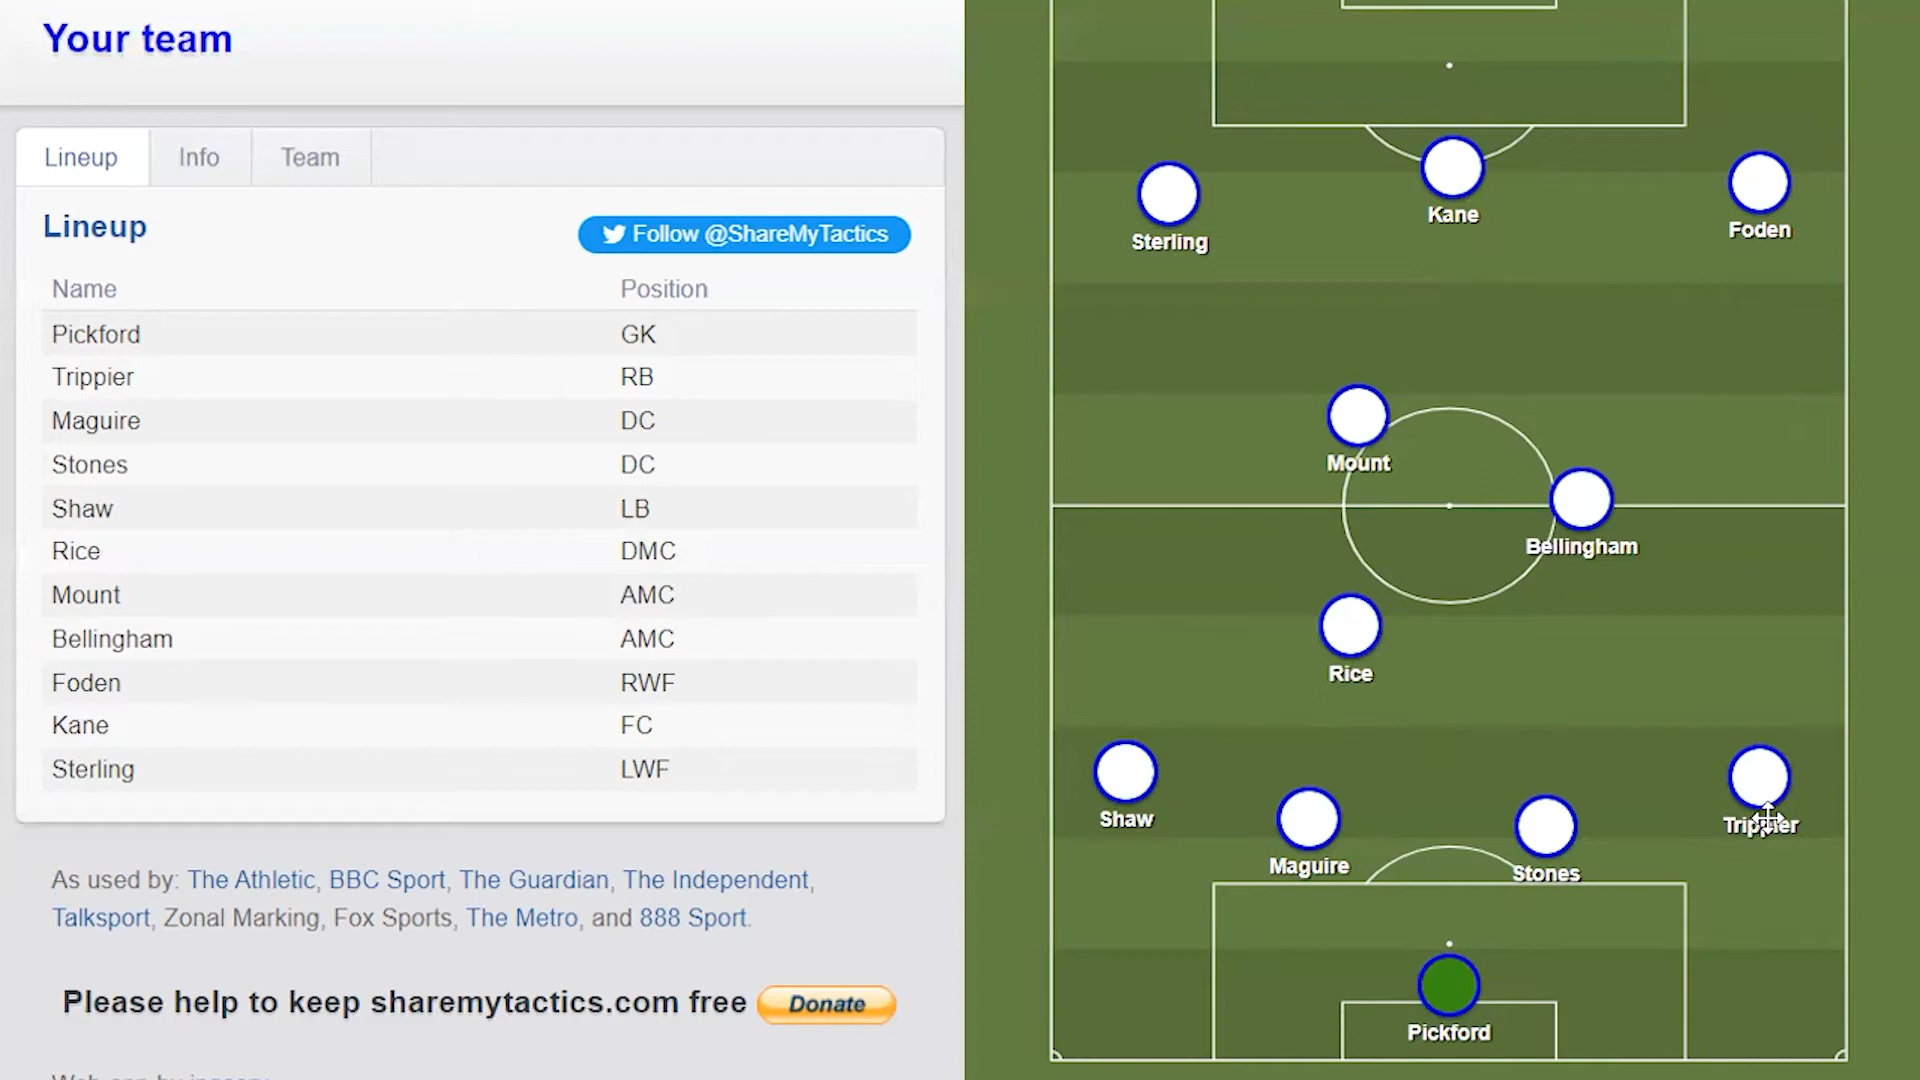 Your team
Lineup Info Team
Lineup
Follow @ShareMyTactics
Name Position
Pickford GK
Trippier RB
Maguire DC
Stones DC
Shaw LB
Rice DMC
Mount AMC
Bellingham AMC
Foden RWF
Kane FC
Sterling LWF
As used by: The Athletic, BBC Sport, The Guardian, The Independent,
Talksport, Zonal Marking, Fox Sports, The Metro, and 888 Sport.
Please help to keep sharemytactics.com free Donate
Kane
Foden
Sterling
Mount
Bellingham
Rice
Shaw
Trippier
Maguire
Stones
Pickford